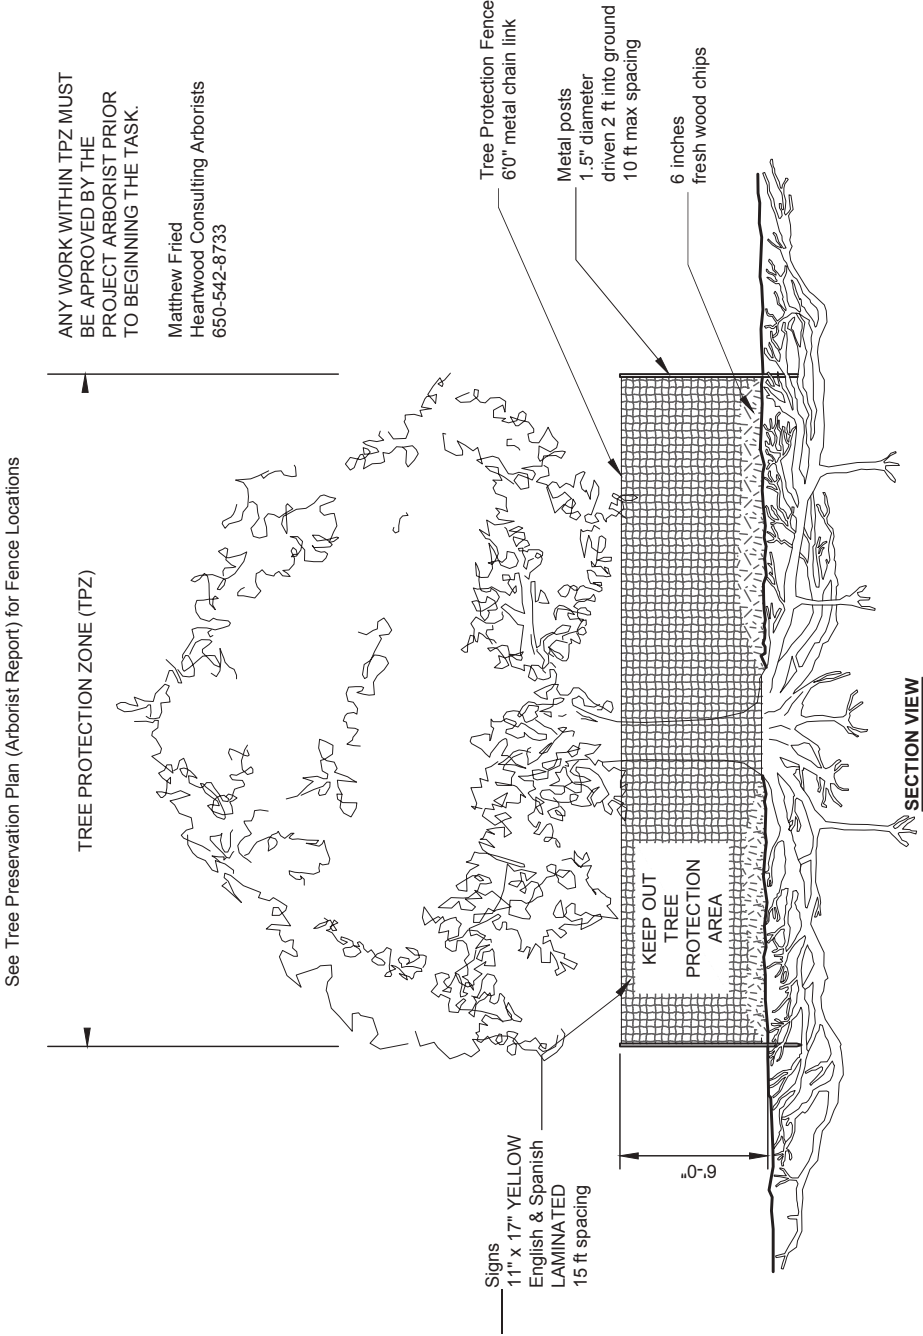 See Tree Preservation Plan (Arborist Report) for Fence Locations
TREE PROTECTION ZONE (TPZ)
ANY WORK WITHIN TPZ MUST
BE APPROVED BY THE
PROJECT ARBORIST PRIOR
TO BEGINNING THE TASK.
Matthew Fried
Heartwood Consulting Arborists
650-542-8733
Tree Protection Fence
6'0" metal chain link
Metal posts
1.5" diameter
driven 2 ft into ground
10 ft max spacing
6 inches
fresh wood chips
Signs
11" x 17" YELLOW
English & Spanish
LAMINATED
15 ft spacing
KEEP OUT
TREE
PROTECTION
AREA
6'-0"
SECTION VIEW